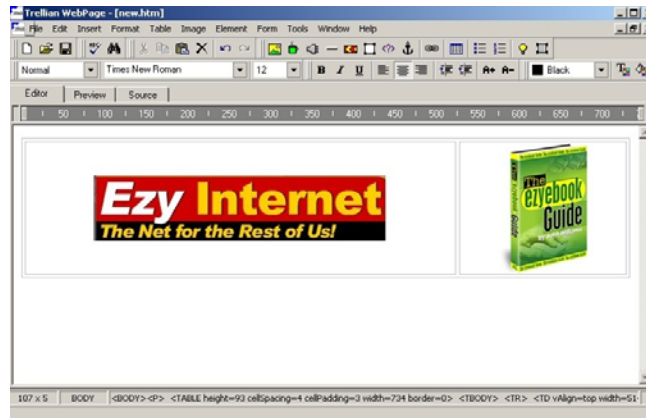 Trellian WebPage - [new.htm]
File Edit Insert Format Table Image Element Form Tools Window Help
Normal Times New Roman 12 B I U A+ A- Black
Editor Preview Source
50 100 150 200 250 300 350 400 450 500 550 600 650 700
Ezy Internet
The Net for the Rest of Us!
The
ezyebook
Guide
ezyebook Guide
107 x 5 BODY <BODY> <P> <TABLE height=93 cellSpacing=4 cellPadding=3 width=734 border=0> <TBODY> <TR> <TD vAlign=top width=51